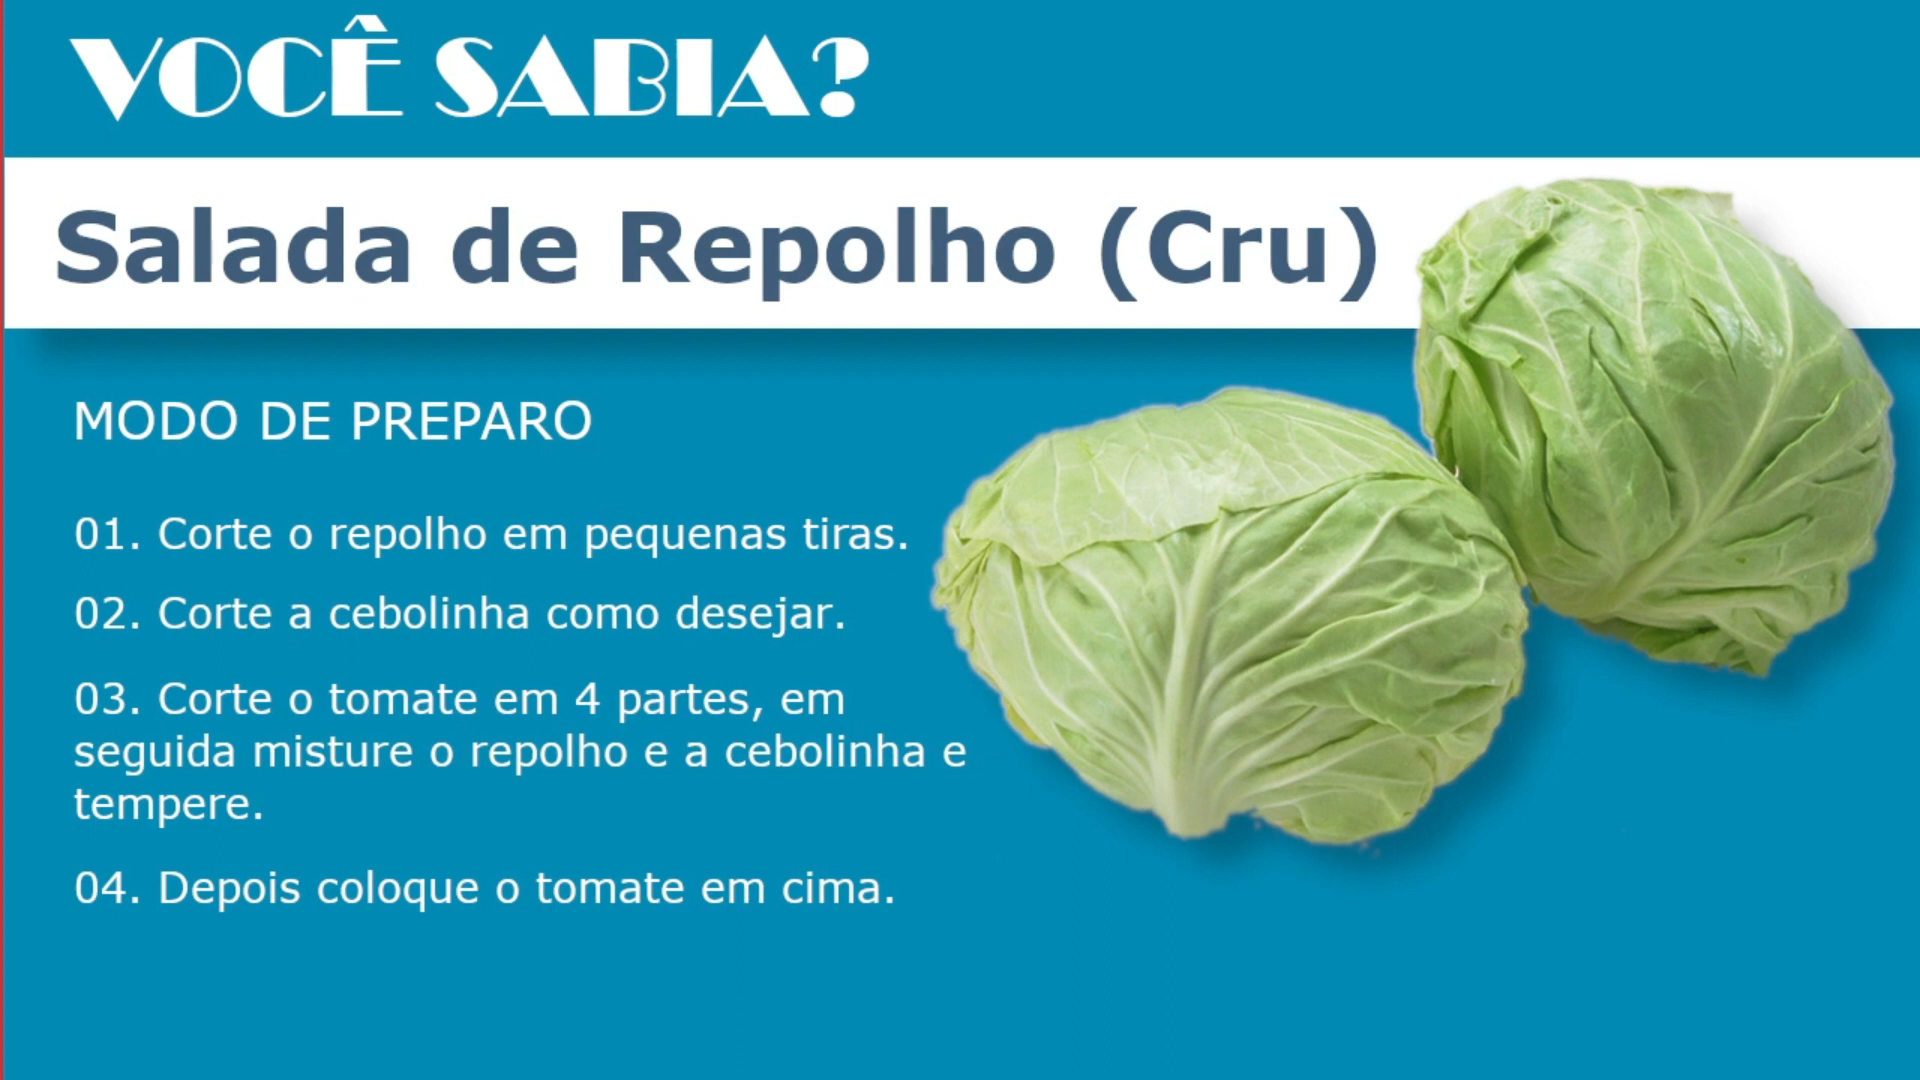 VOCÊ SABIA?
Salada de Repolho (Cru)
MODO DE PREPARO
01. Corte o repolho em pequenas tiras.
02. Corte a cebolinha como desejar.
03. Corte o tomate em 4 partes, em
seguida misture o repolho e a cebolinha e
tempere.
04. Depois coloque o tomate em cima.